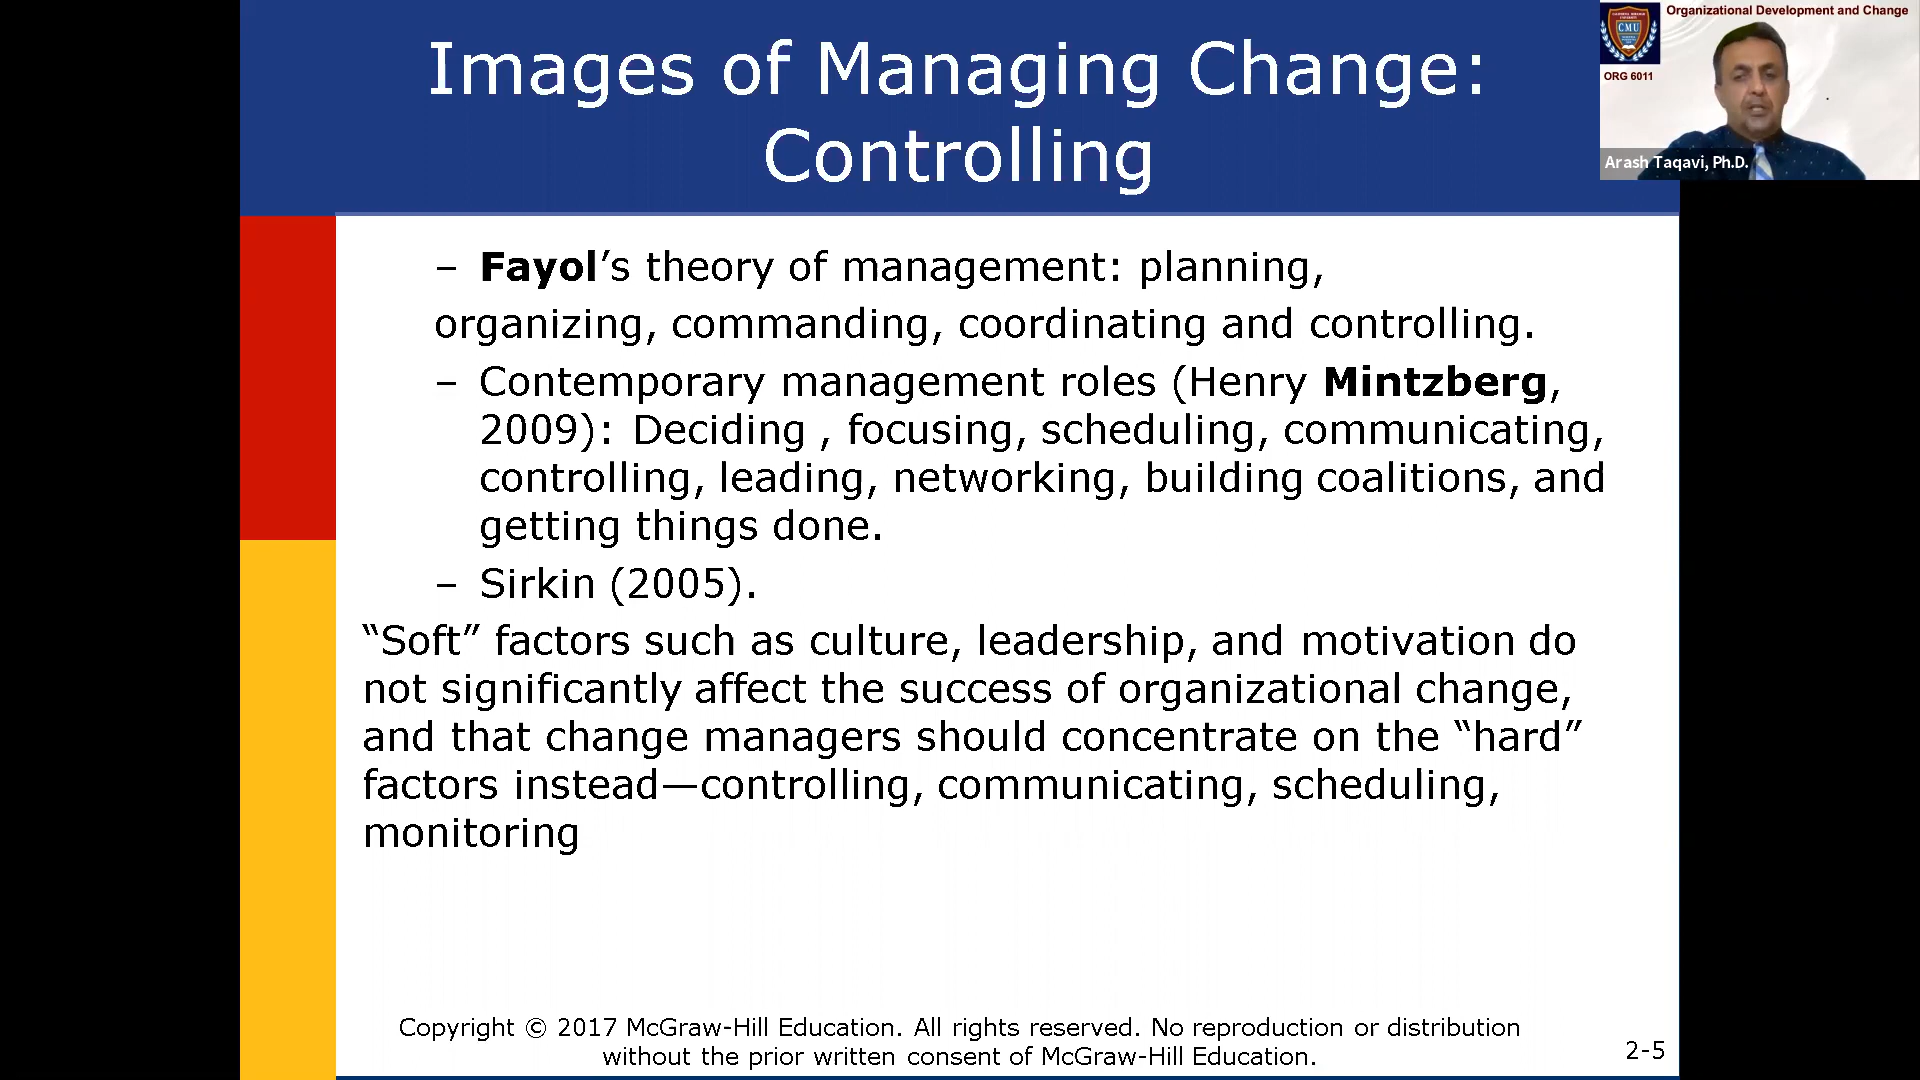 Images of Managing Change:
Controlling
Organizational Development and Change
CMU
ORG 6011
Arash Taqavi, Ph.D.
– Fayol’s theory of management: planning,
organizing, commanding, coordinating and controlling.
– Contemporary management roles (Henry Mintzberg,
2009): Deciding , focusing, scheduling, communicating,
controlling, leading, networking, building coalitions, and
getting things done.
– Sirkin (2005).
“Soft” factors such as culture, leadership, and motivation do
not significantly affect the success of organizational change,
and that change managers should concentrate on the “hard”
factors instead—controlling, communicating, scheduling,
monitoring
Copyright © 2017 McGraw-Hill Education. All rights reserved. No reproduction or distribution
without the prior written consent of McGraw-Hill Education.
2-5